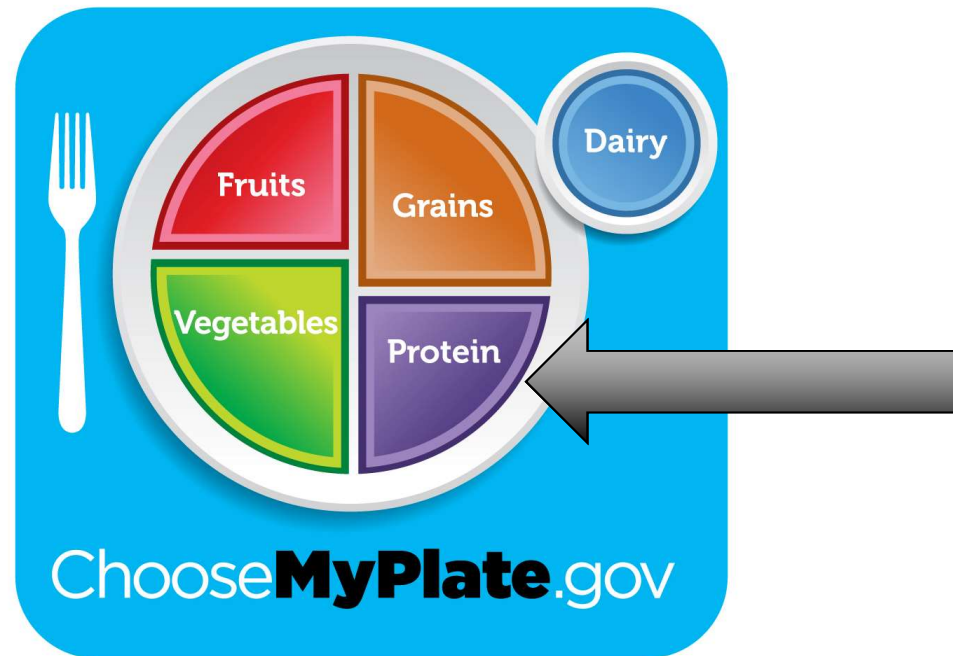 Fruits
Grains
Dairy
Vegetables
Protein
ChooseMyPlate.gov